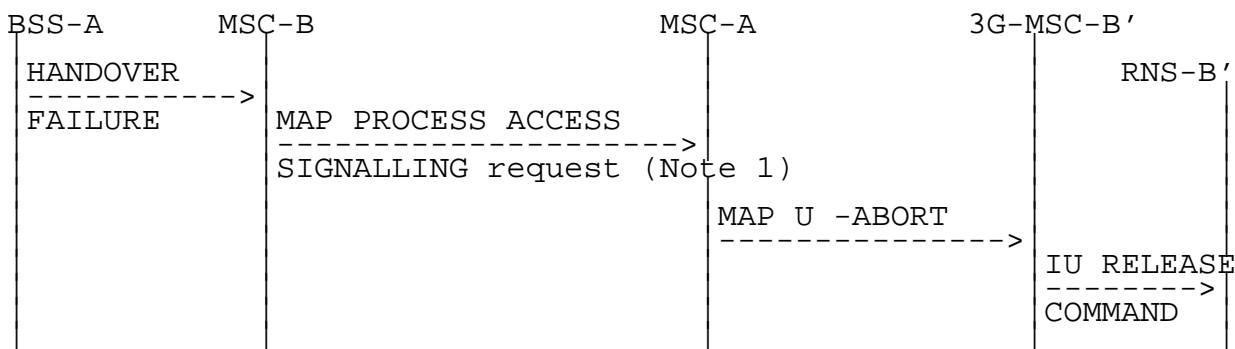 BSS-A MSC-B MSC-A 3G-MSC-B'
RNS-B'
HANDOVER
FAILURE
MAP PROCESS ACCESS
SIGNALLING request (Note 1)
MAP U -ABORT
IU RELEASE
COMMAND